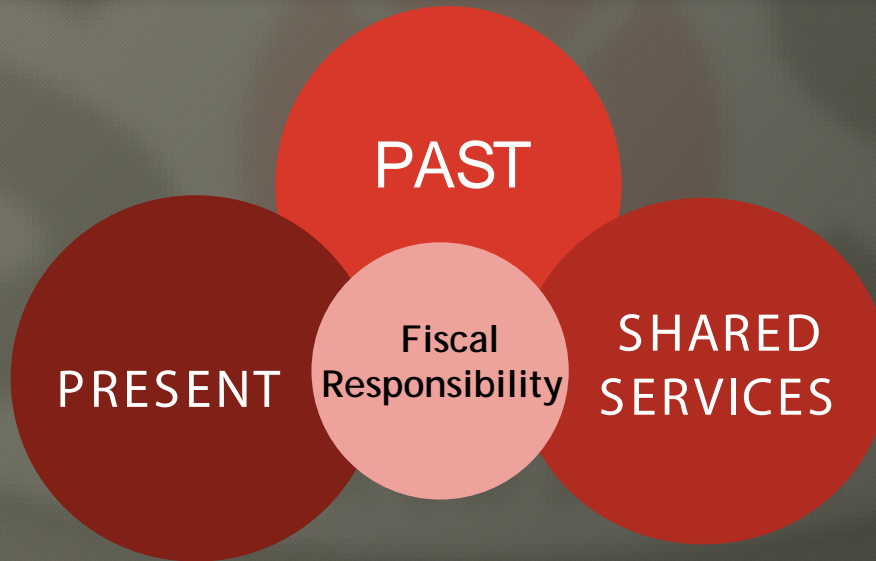 PAST
PRESENT
Fiscal
Responsibility
SHARED
SERVICES